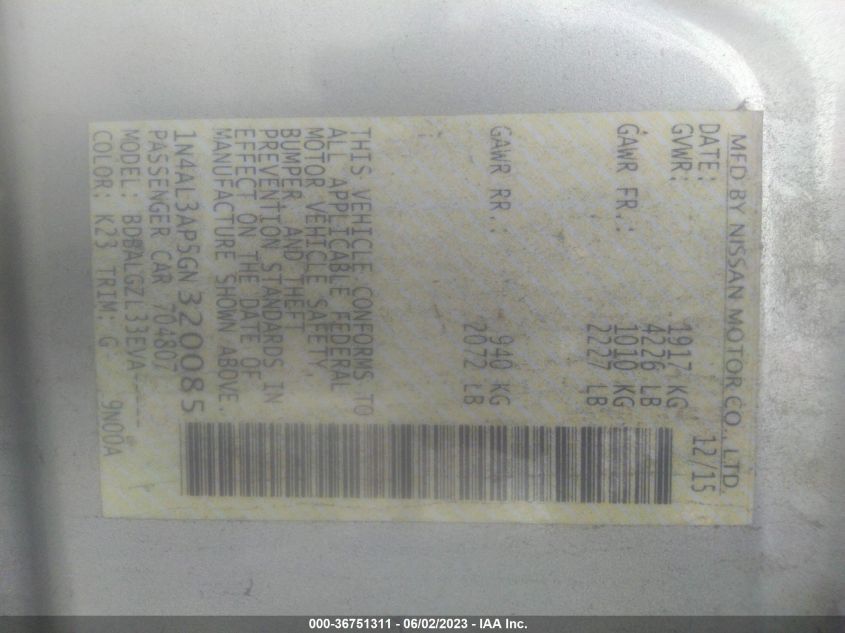 MFD BY NISSAN MOTOR CO., LTD.
DATE: 12/15
GVWR: 1917 KG
4226 LB
GAWR FR.: 1010 KG
2227 LB
GAWR RR.: 940 KG
2072 LB
THIS VEHICLE CONFORMS TO
ALL APPLICABLE FEDERAL
MOTOR VEHICLE SAFETY,
BUMPER AND THEFT
PREVENTION STANDARDS IN
EFFECT ON THE DATE OF
MANUFACTURE SHOWN ABOVE.
1N4AL3AP5GN320085
PASSENGER CAR 704807
MODEL:
COLOR: K23 TRIM: G 9N00A
000-36751311 - 06/02/2023 - IAA Inc.